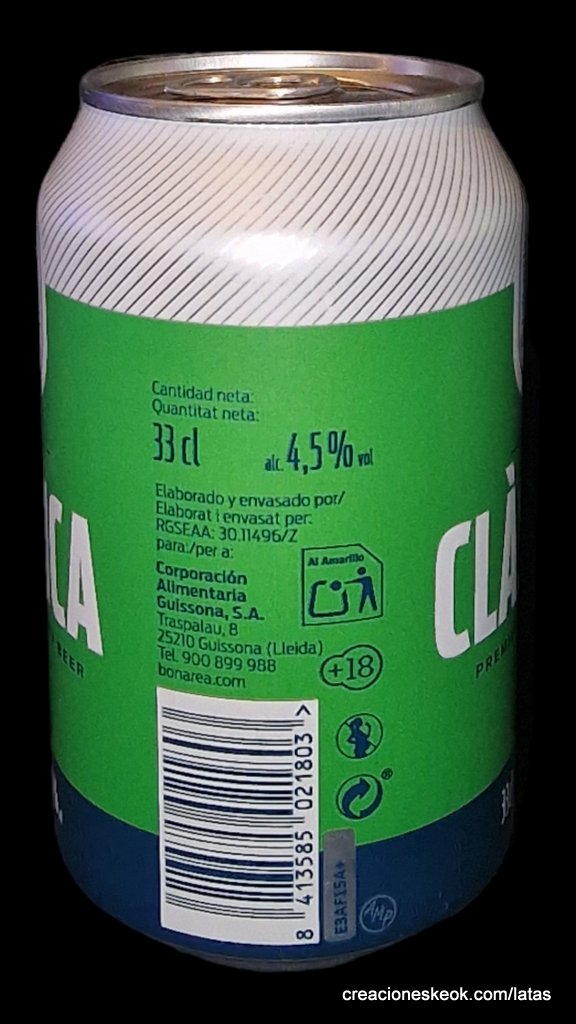 Cantidad neta:
Quantitat neta:
33 cl alc. 4,5% vol
Elaborado y envasado por/
Elaborat i envasat per:
RGSEAA: 30.11496/Z
para:/per a:
Corporación
Alimentaria
Guissona, S.A.
Traspalau, 8
25210 Guissona (Lleida)
Tel. 900 899 988
bonarea.com
Al Amarillo
+18
®
ICA
BEER
CLÀ
PREMI
8 413585 021803 >
E3AF15A+
AMP
creacioneskeok.com/latas